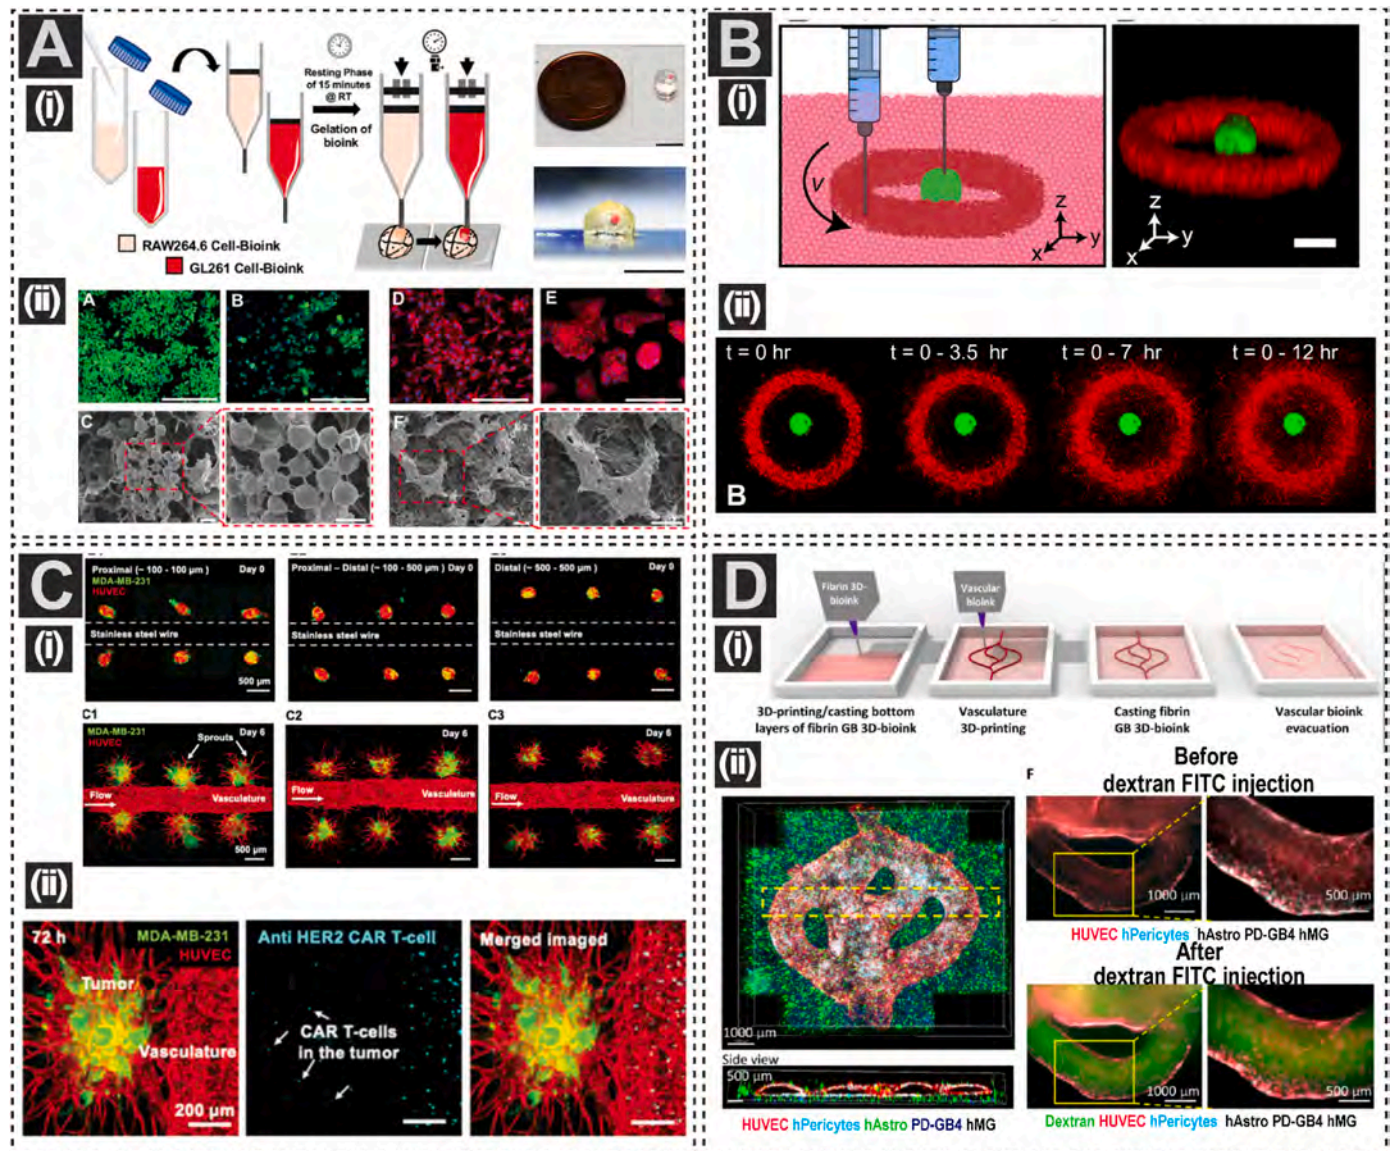 A
(i)
Resting Phase
of 15 minutes
@ RT
Gelation of
bioink
RAW264.6 Cell-Bioink
GL261 Cell-Bioink
(ii)
A
B
D
E
C
F
B
(i)
v
z
y
x
z
y
x
(ii)
t = 0 hr
t = 0 - 3.5 hr
t = 0 - 7 hr
t = 0 - 12 hr
B
C
(i)
Proximal (~ 100 - 100 µm )
Day 0
MDA-MB-231
HUVEC
Stainless steel wire
500 µm
Proximal – Distal (~ 100 - 500 µm )
Day 0
Stainless steel wire
Distal (~ 500 - 500 µm )
Day 0
Stainless steel wire
C1
MDA-MB-231
HUVEC
Day 6
Sprouts
Flow
Vasculature
500 µm
C2
Day 6
Flow
Vasculature
C3
Day 6
Flow
Vasculature
(ii)
72 h
MDA-MB-231
HUVEC
Tumor
Vasculature
200 µm
Anti HER2 CAR T-cell
CAR T-cells
in the tumor
Merged imaged
D
(i)
Fibrin 3D-
bioink
Vascular
bioink
3D-printing/casting bottom
layers of fibrin GB 3D-bioink
Vasculature
3D-printing
Casting fibrin
GB 3D-bioink
Vascular bioink
evacuation
(ii)
1000 µm
Side view
500 µm
HUVEC hPericytes hAstro PD-GB4 hMG
F
Before
dextran FITC injection
1000 µm
500 µm
HUVEC hPericytes hAstro PD-GB4 hMG
After
dextran FITC injection
1000 µm
500 µm
Dextran HUVEC hPericytes hAstro PD-GB4 hMG